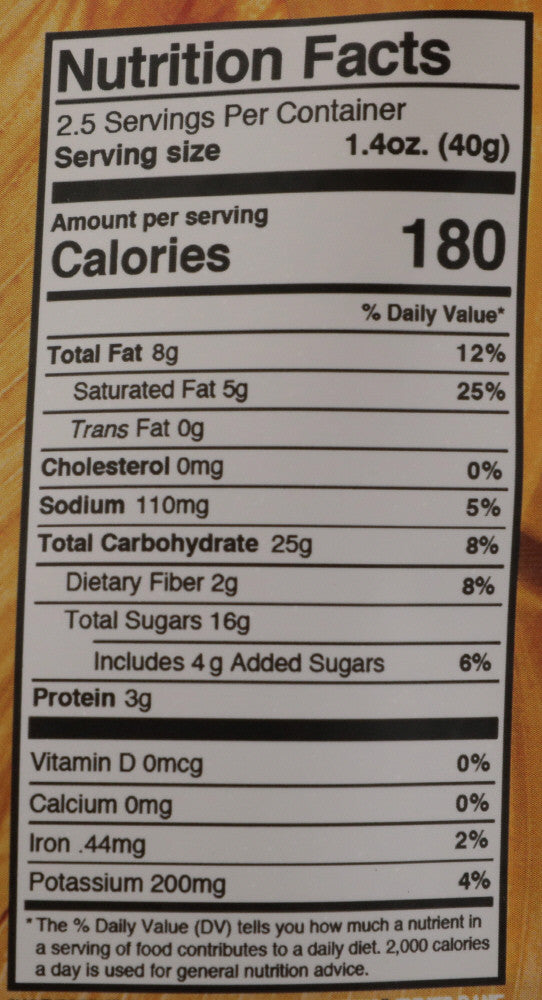 Nutrition Facts
2.5 Servings Per Container
Serving size 1.4oz. (40g)
Amount per serving
Calories 180
% Daily Value*
Total Fat 8g 12%
Saturated Fat 5g 25%
Trans Fat 0g
Cholesterol 0mg 0%
Sodium 110mg 5%
Total Carbohydrate 25g 8%
Dietary Fiber 2g 8%
Total Sugars 16g
Includes 4g Added Sugars 6%
Protein 3g
Vitamin D 0mcg 0%
Calcium 0mg 0%
Iron .44mg 2%
Potassium 200mg 4%
* The % Daily Value (DV) tells you how much a nutrient in
a serving of food contributes to a daily diet. 2,000 calories
a day is used for general nutrition advice.